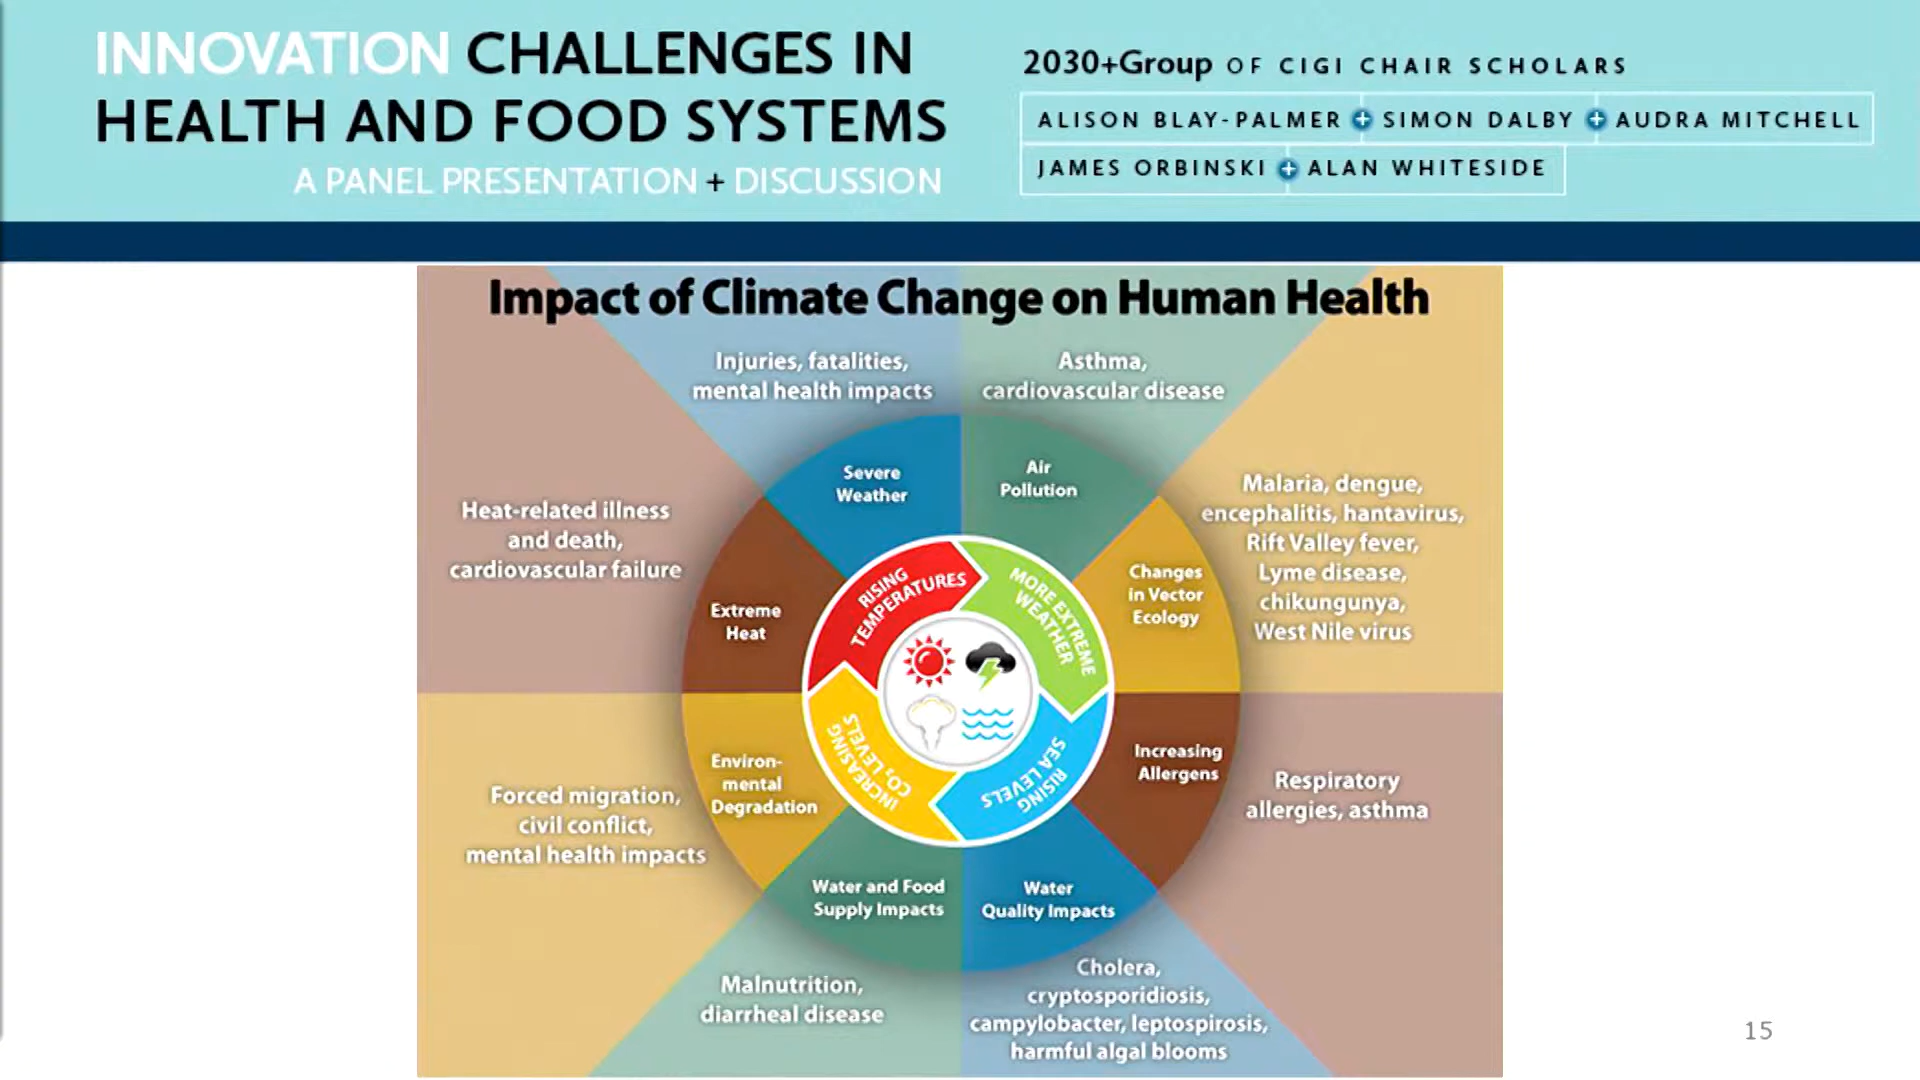 INNOVATION CHALLENGES IN
HEALTH AND FOOD SYSTEMS
A PANEL PRESENTATION + DISCUSSION
2030+Group OF CIGI CHAIR SCHOLARS
ALISON BLAY-PALMER + SIMON DALBY + AUDRA MITCHELL
JAMES ORBINSKI + ALAN WHITESIDE
Impact of Climate Change on Human Health
Injuries, fatalities,
mental health impacts
Asthma,
cardiovascular disease
Severe
Weather
Air
Pollution
Heat-related illness
and death,
cardiovascular failure
Extreme
Heat
Changes
in Vector
Ecology
Malaria, dengue,
encephalitis, hantavirus,
Rift Valley fever,
Lyme disease,
chikungunya,
West Nile virus
RISING
TEMPERATURES
MORE EXTREME
WEATHER
INCREASING
CO₂ LEVELS
RISING
SEA LEVELS
Forced migration,
civil conflict,
mental health impacts
Environ-
mental
Degradation
Increasing
Allergens
Respiratory
allergies, asthma
Water and Food
Supply Impacts
Water
Quality Impacts
Malnutrition,
diarrheal disease
Cholera,
cryptosporidiosis,
campylobacter, leptospirosis,
harmful algal blooms
15